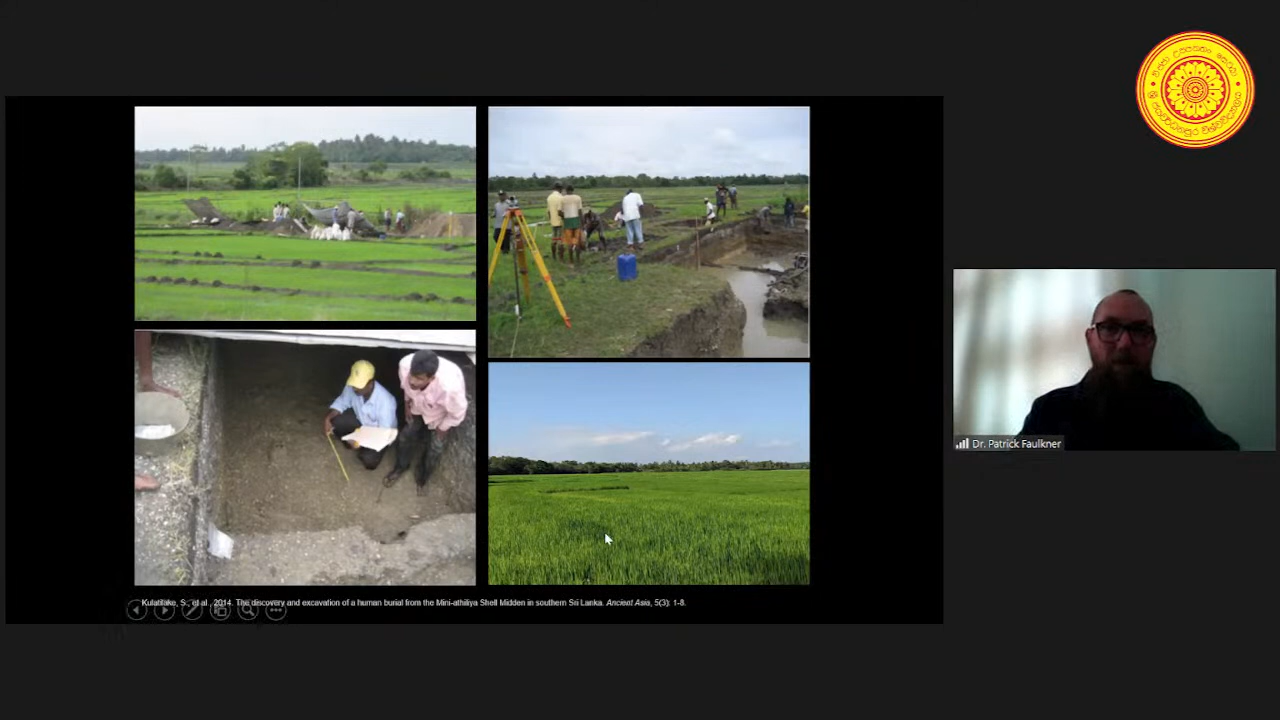 Kulatilake, S., et al., 2014. The discovery and excavation of a human burial from the Mini-athiliya Shell Midden in southern Sri Lanka. Ancient Asia, 5(3): 1-8.
Dr. Patrick Faulkner